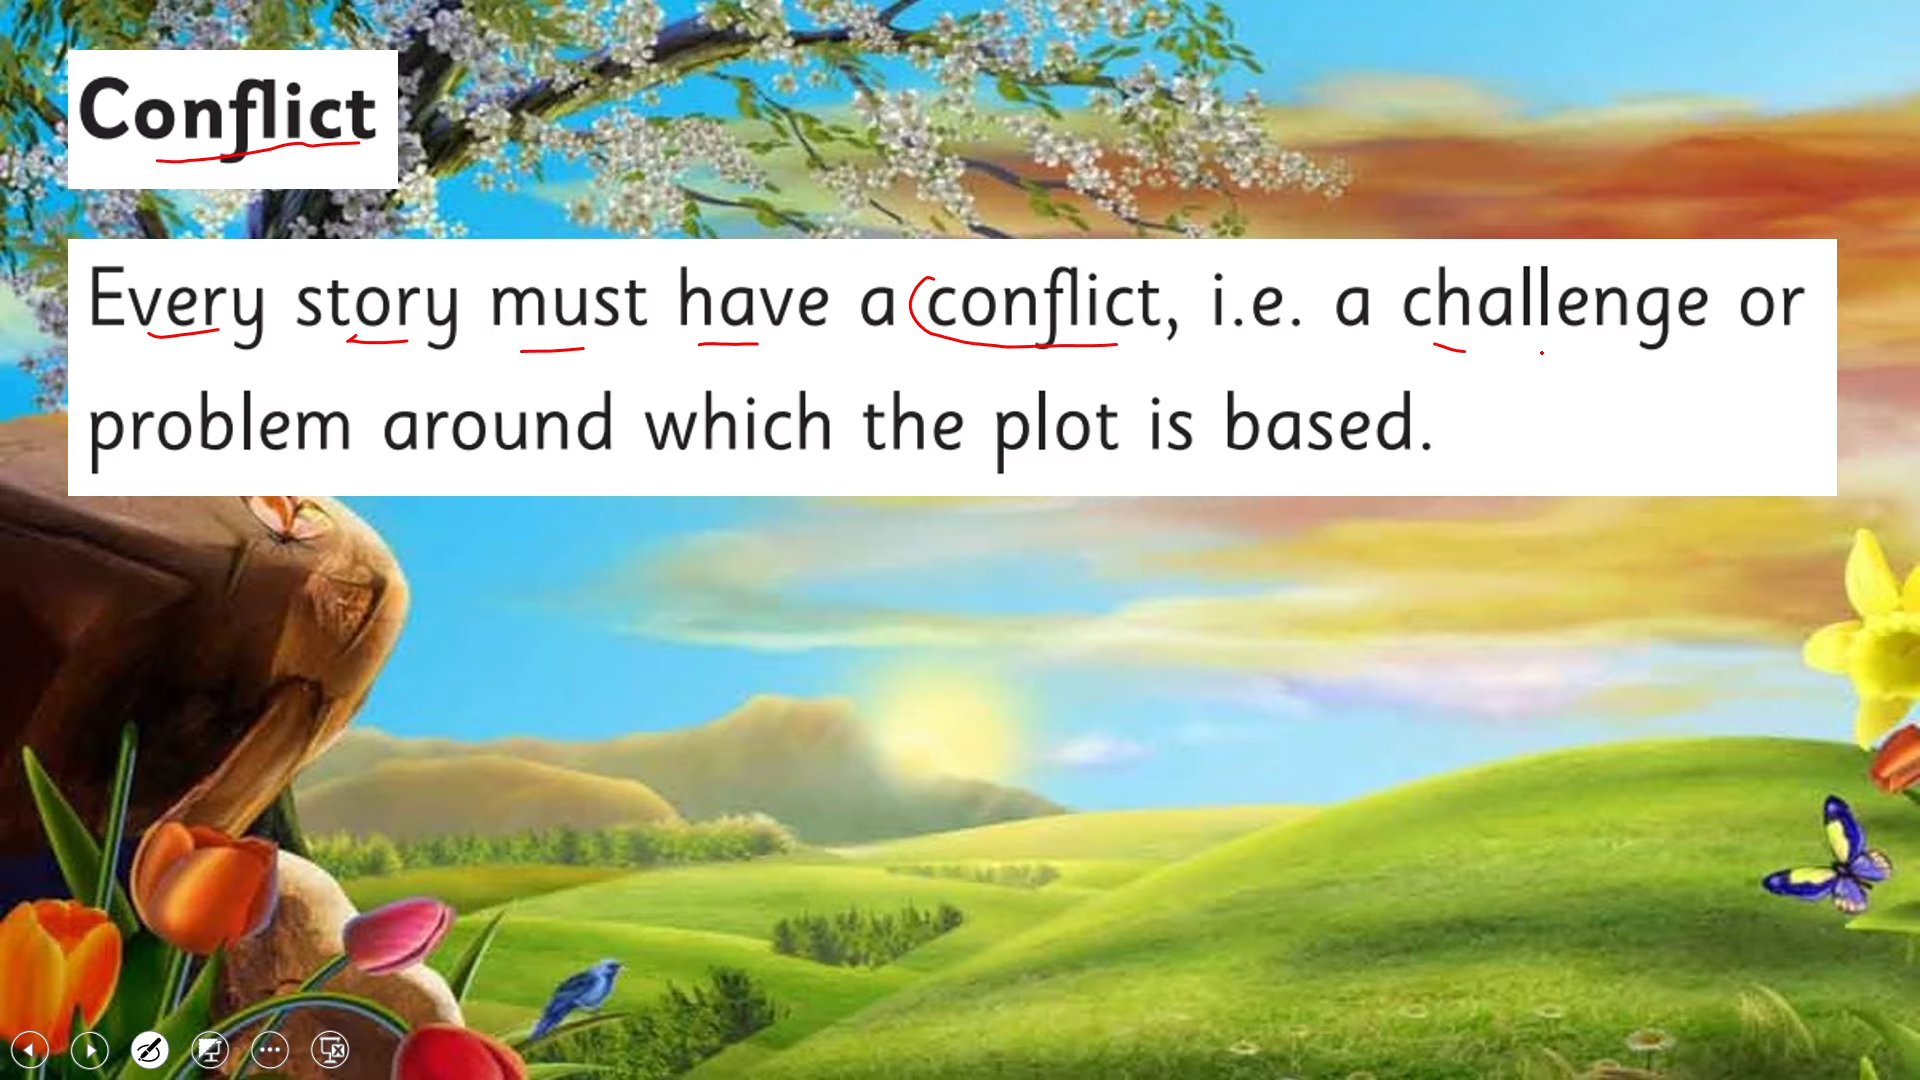 Conflict
Every story must have a conflict, i.e. a challenge or
problem around which the plot is based.